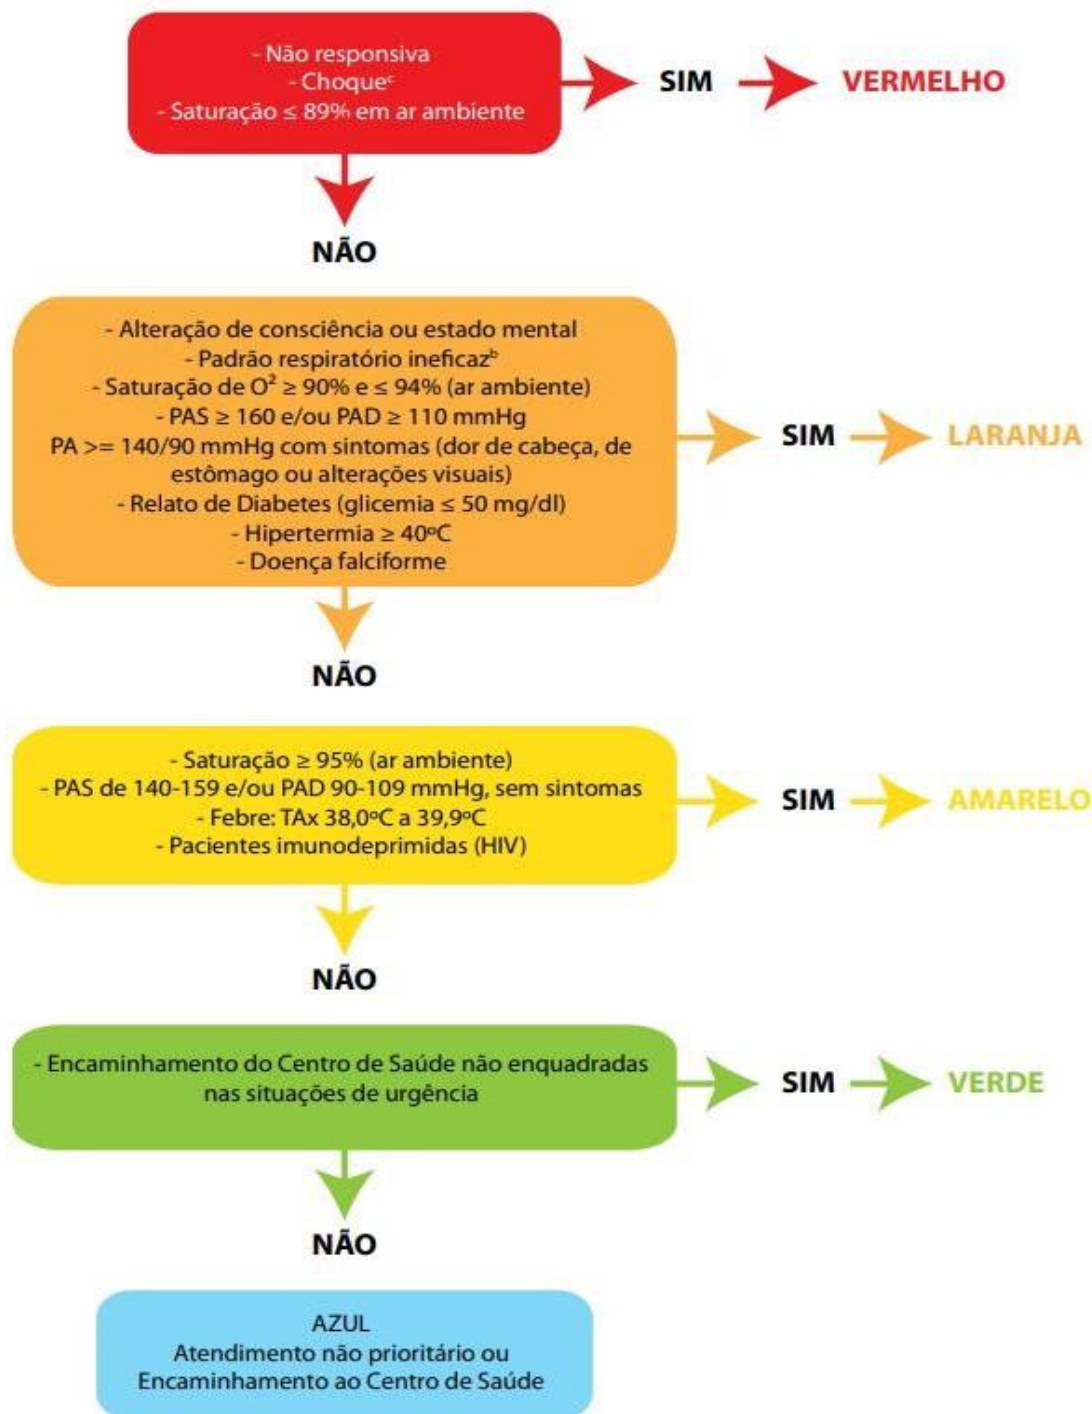 - Não responsiva
- Choqueᶜ
- Saturação ≤ 89% em ar ambiente
SIM
VERMELHO
NÃO
- Alteração de consciência ou estado mental
- Padrão respiratório ineficazᵇ
- Saturação de O² ≥ 90% e ≤ 94% (ar ambiente)
- PAS ≥ 160 e/ou PAD ≥ 110 mmHg
PA >= 140/90 mmHg com sintomas (dor de cabeça, de
estômago ou alterações visuais)
- Relato de Diabetes (glicemia ≤ 50 mg/dl)
- Hipertermia ≥ 40ºC
- Doença falciforme
SIM
LARANJA
NÃO
- Saturação ≥ 95% (ar ambiente)
- PAS de 140-159 e/ou PAD 90-109 mmHg, sem sintomas
- Febre: TAx 38,0ºC a 39,9ºC
- Pacientes imunodeprimidas (HIV)
SIM
AMARELO
NÃO
- Encaminhamento do Centro de Saúde não enquadradas
nas situações de urgência
SIM
VERDE
NÃO
AZUL
Atendimento não prioritário ou
Encaminhamento ao Centro de Saúde